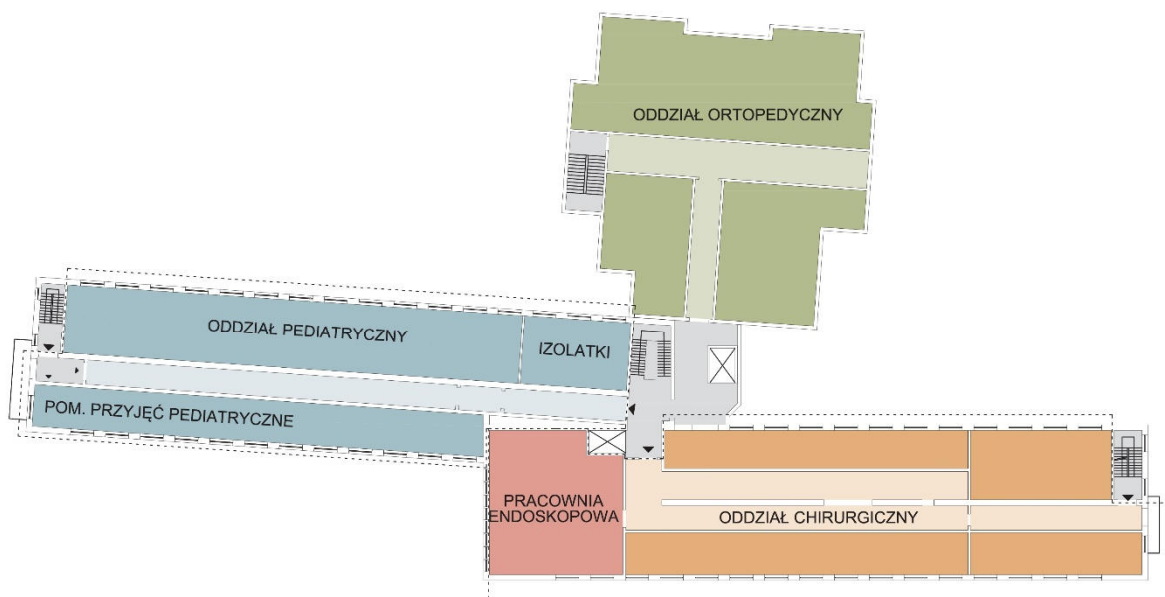 ODDZIAŁ ORTOPEDYCZNY
ODDZIAŁ PEDIATRYCZNY
IZOLATKI
POM. PRZYJĘĆ PEDIATRYCZNE
PRACOWNIA
ENDOSKOPOWA
ODDZIAŁ CHIRURGICZNY